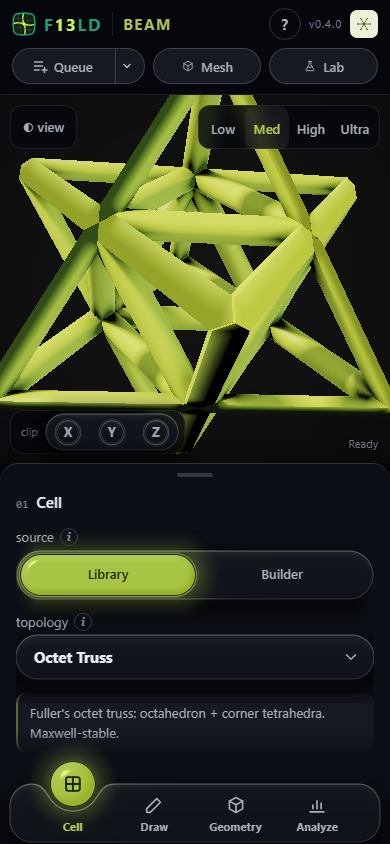 F13LD BEAM ? v0.4.0
Queue Mesh Lab
view Low Med High Ultra
clip X Y Z
Ready
01 Cell
source i
Library Builder
topology i
Octet Truss
Fuller's octet truss: octahedron + corner tetrahedra.
Maxwell-stable.
Cell Draw Geometry Analyze